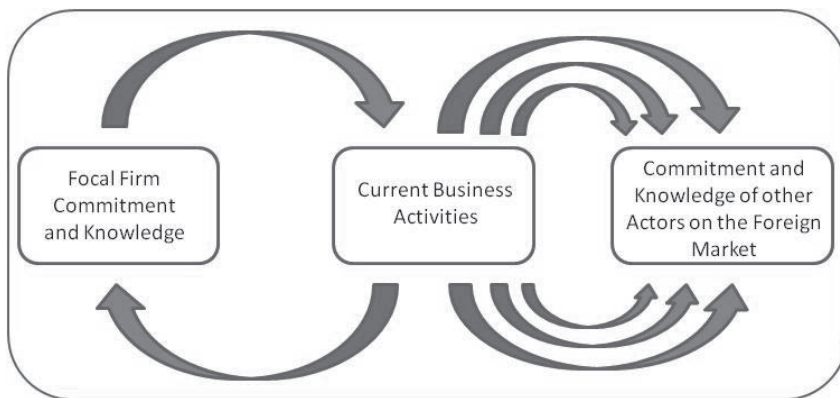 Focal Firm
Commitment
and Knowledge
Current Business
Activities
Commitment and
Knowledge of other
Actors on the Foreign
Market